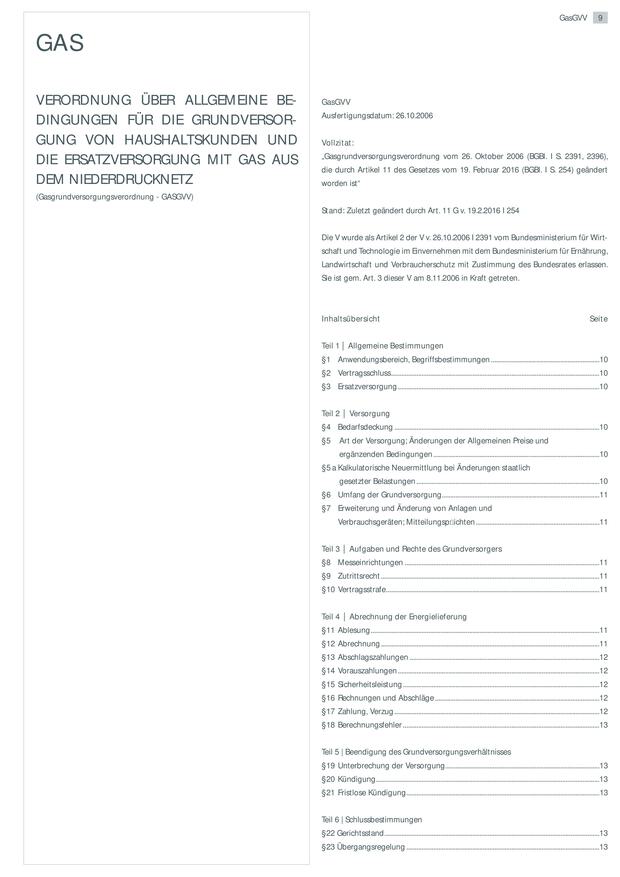 GasGVV 9
GAS
VERORDNUNG ÜBER ALLGEMEINE BE-
DINGUNGEN FÜR DIE GRUNDVERSOR-
GUNG VON HAUSHALTSKUNDEN UND
DIE ERSATZVERSORGUNG MIT GAS AUS
DEM NIEDERDRUCKNETZ
(Gasgrundversorgungsverordnung - GASGVV)
GasGVV
Ausfertigungsdatum: 26.10.2006
Vollzitat:
„Gasgrundversorgungsverordnung vom 26. Oktober 2006 (BGBl. I S. 2391, 2396),
die durch Artikel 11 des Gesetzes vom 19. Februar 2016 (BGBl. I S. 254) geändert
worden ist"
Stand: Zuletzt geändert durch Art. 11 G v. 19.2.2016 I 254
Die V wurde als Artikel 2 der V v. 26.10.2006 I 2391 vom Bundesministerium für Wirt-
schaft und Technologie im Einvernehmen mit dem Bundesministerium für Ernährung,
Landwirtschaft und Verbraucherschutz mit Zustimmung des Bundesrates erlassen.
Sie ist gem. Art. 3 dieser V am 8.11.2006 in Kraft getreten.
Inhaltsübersicht Seite
Teil 1 | Allgemeine Bestimmungen
§1 Anwendungsbereich, Begriffsbestimmungen 10
§2 Vertragsschluss 10
§3 Ersatzversorgung 10
Teil 2 | Versorgung
§4 Bedarfsdeckung 10
§5 Art der Versorgung; Änderungen der Allgemeinen Preise und
ergänzenden Bedingungen 10
§5 a Kalkulatorische Neuermittlung bei Änderungen staatlich
gesetzter Belastungen 10
§6 Umfang der Grundversorgung 11
§7 Erweiterung und Änderung von Anlagen und
Verbrauchsgeräten; 11
Teil 3 | Aufgaben und Rechte des Grundversorgers
§8 Messeinrichtungen 11
§9 Zutrittsrecht 11
§10 Vertragsstrafe 11
Teil 4 | Abrechnung der Energielieferung
§11 Ablesung 11
§12 Abrechnung 11
§13 Abschlagszahlungen 12
§14 Vorauszahlungen 12
§15 Sicherheitsleistung 12
§16 Rechnungen und Abschläge 12
§17 Zahlung, Verzug 12
§18 Berechnungsfehler 13
Teil 5 | Beendigung des Grundversorgungsverhältnisses
§19 Unterbrechung der Versorgung 13
§20 Kündigung 13
§21 Fristlose Kündigung 13
Teil 6 | Schlussbestimmungen
§22 Gerichtsstand 13
§23 Übergangsregelung 13